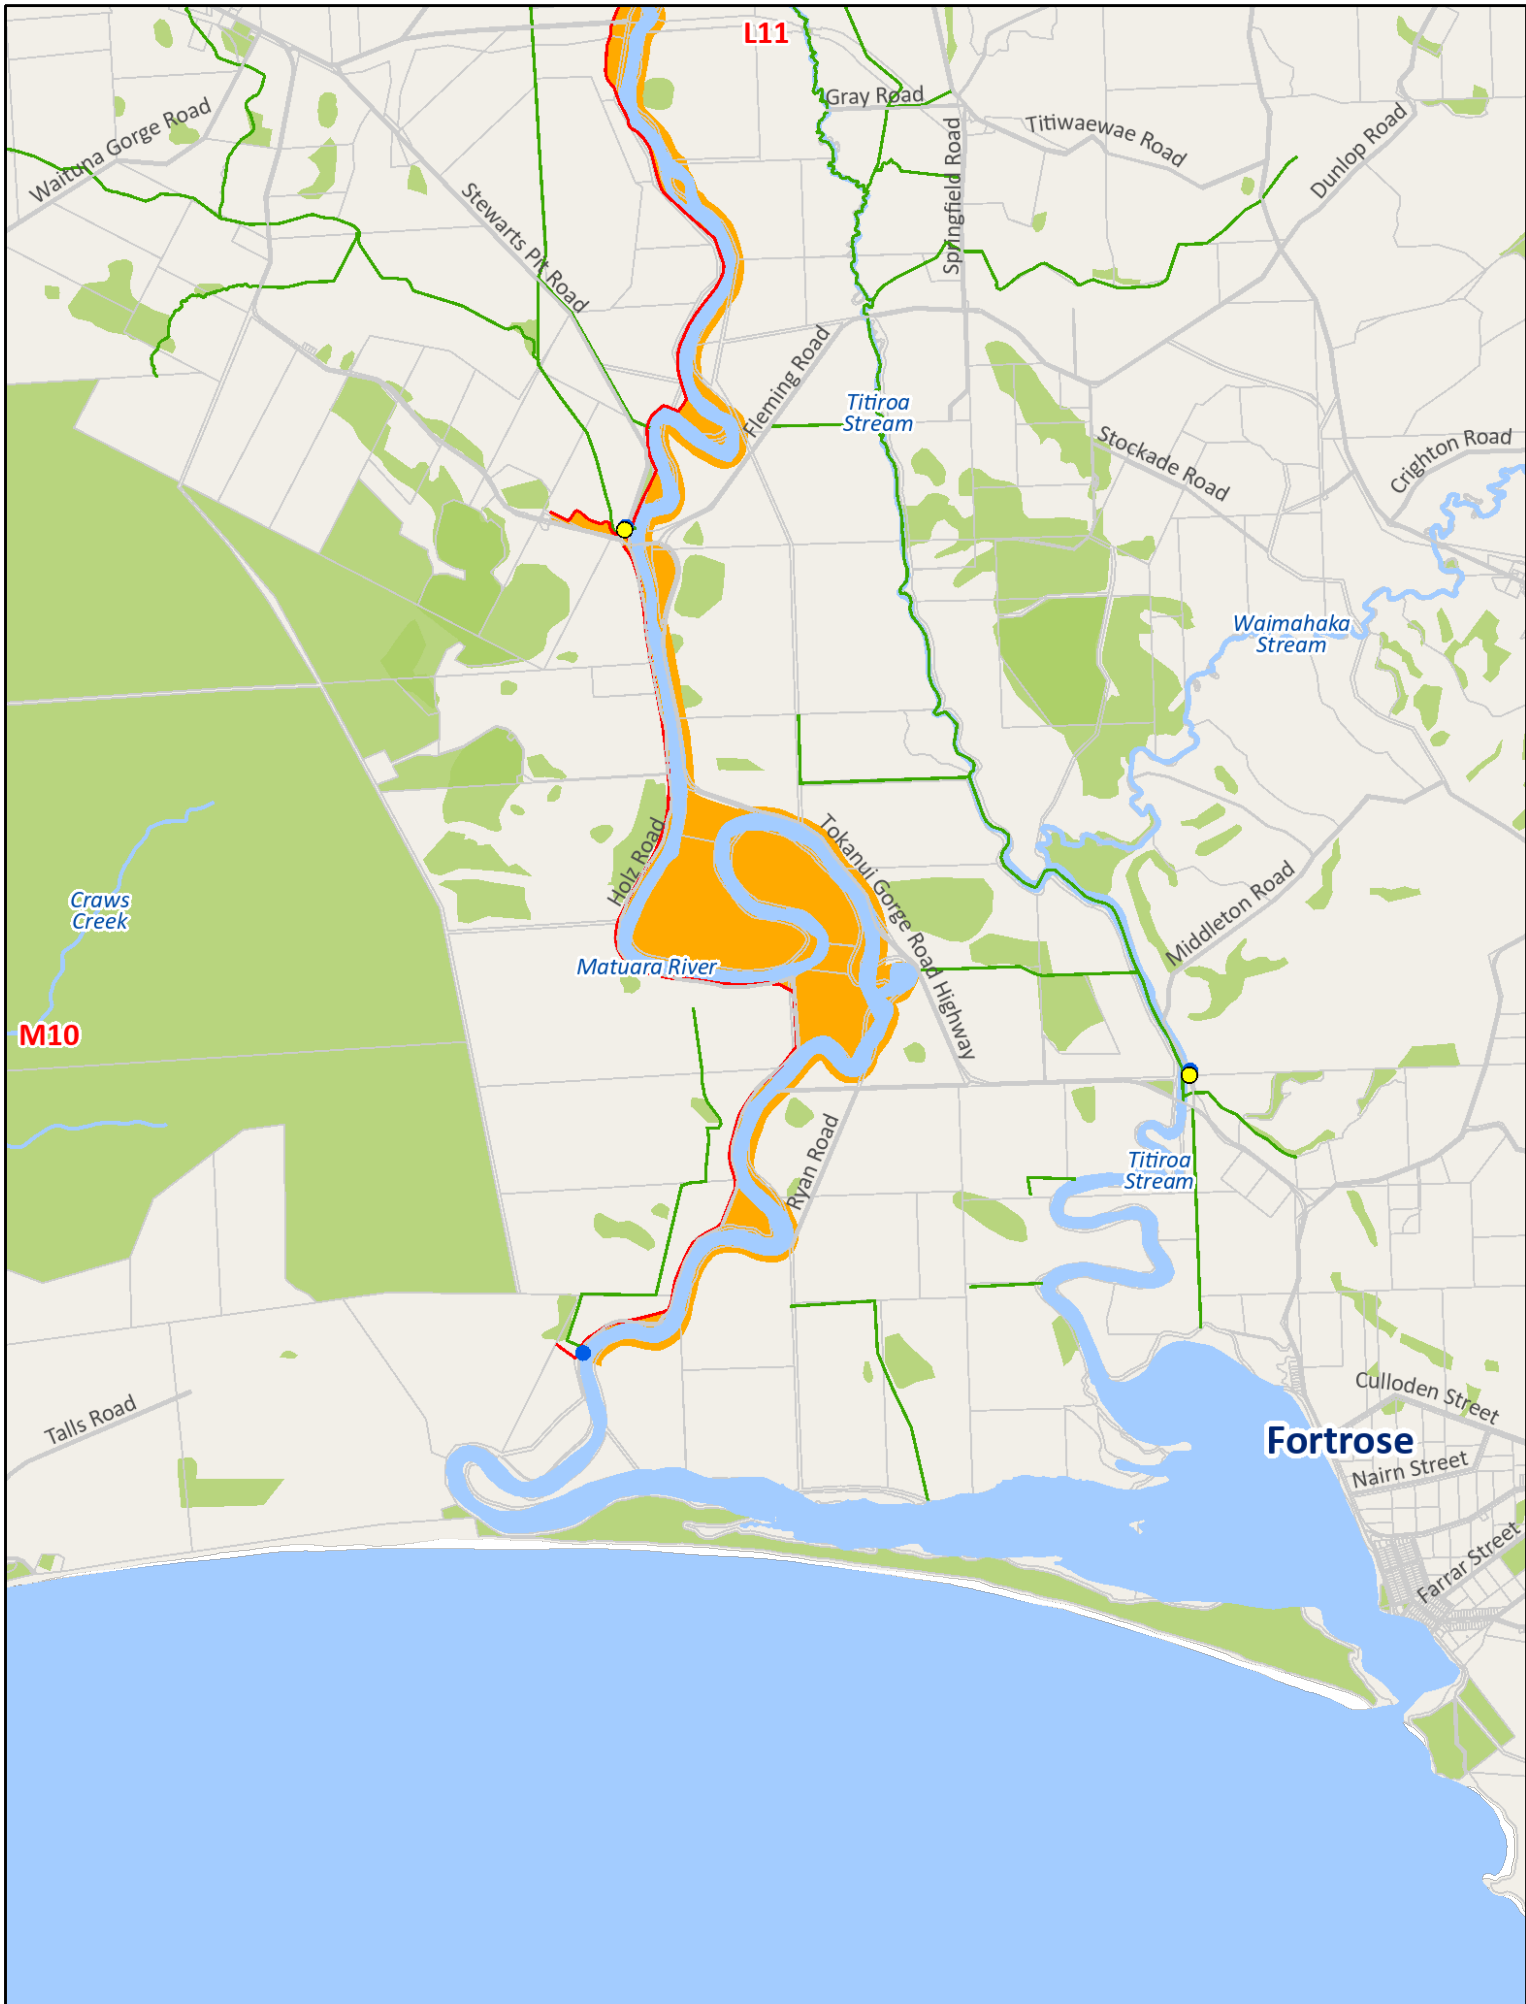 L11
Gray Road
Waituna Gorge Road
Titiwaewae Road
Dunlop Road
Springfield Road
Stewarts Pit Road
Fleming Road
Titiroa
Stream
Stockade Road
Crighton Road
Waimahaka
Stream
Holz Road
Tokanui Gorge Road Highway
Craws
Creek
Middleton Road
Matuara River
M10
Ryan Road
Titiroa
Stream
Talls Road
Culloden Street
Fortrose
Nairn Street
Farrar Street